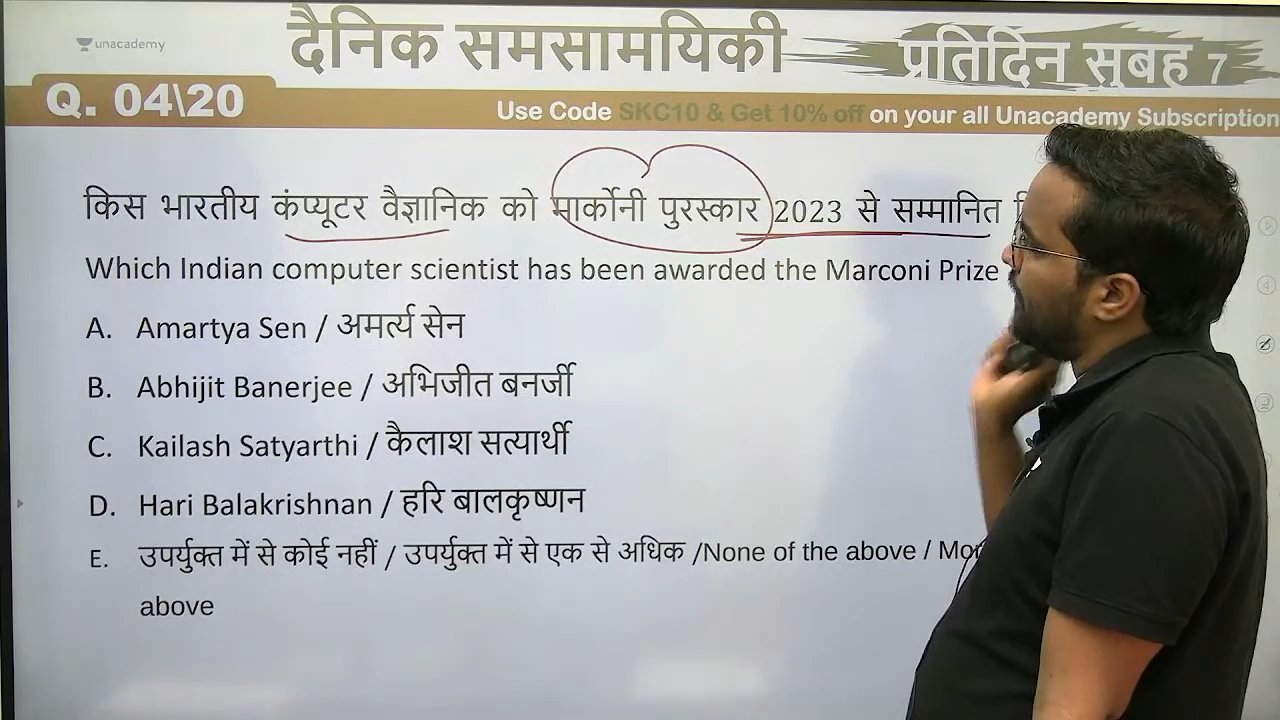 unacademy
दैनिक समसामयिकी
प्रतिदिन सुबह 7
Q. 04\20
Use Code SKC10 & Get 10% off on your all Unacademy Subscription
किस भारतीय कंप्यूटर वैज्ञानिक को मार्कोनी पुरस्कार 2023 से सम्मानित
Which Indian computer scientist has been awarded the Marconi Prize
A. Amartya Sen / अमर्त्य सेन
B. Abhijit Banerjee / अभिजीत बनर्जी
C. Kailash Satyarthi / कैलाश सत्यार्थी
D. Hari Balakrishnan / हरि बालकृष्णन
E. उपर्युक्त में से कोई नहीं / उपर्युक्त में से एक से अधिक /None of the above /
above